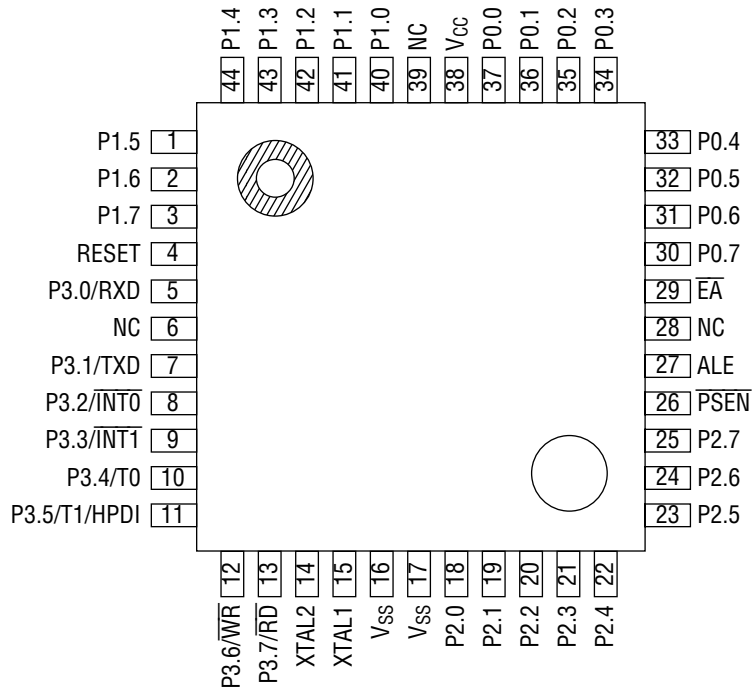 P1.4
P1.3
P1.2
P1.1
P1.0
NC
VCC
P0.0
P0.1
P0.2
P0.3
44
43
42
41
40
39
38
37
36
35
34
P1.5 1
P1.6 2
P1.7 3
RESET 4
P3.0/RXD 5
NC 6
P3.1/TXD 7
P3.2/I̅N̅T̅0̅ 8
P3.3/I̅N̅T̅1̅ 9
P3.4/T0 10
P3.5/T1/HPDI 11
33 P0.4
32 P0.5
31 P0.6
30 P0.7
29 E̅A̅
28 NC
27 ALE
26 P̅S̅E̅N̅
25 P2.7
24 P2.6
23 P2.5
12
13
14
15
16
17
18
19
20
21
22
P3.6/W̅R̅
P3.7/R̅D̅
XTAL2
XTAL1
VSS
VSS
P2.0
P2.1
P2.2
P2.3
P2.4